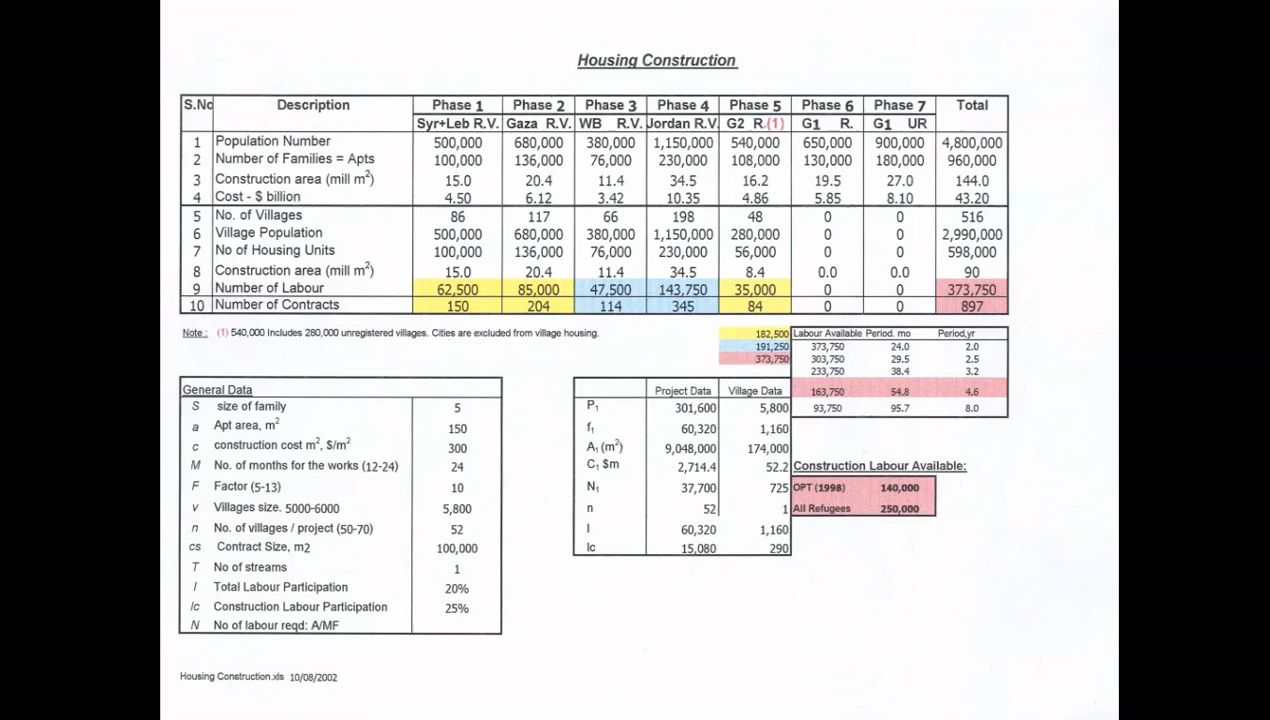 Housing Construction
S.No Description Phase 1 Phase 2 Phase 3 Phase 4 Phase 5 Phase 6 Phase 7 Total
Syr+Leb R.V. Gaza R.V. WB R.V. Jordan R.V. G2 R.(1) G1 R. G1 UR
1 Population Number 500,000 680,000 380,000 1,150,000 540,000 650,000 900,000 4,800,000
2 Number of Families = Apts 100,000 136,000 76,000 230,000 108,000 130,000 180,000 960,000
3 Construction area (mill m²) 15.0 20.4 11.4 34.5 16.2 19.5 27.0 144.0
4 Cost - $ billion 4.50 6.12 3.42 10.35 4.86 5.85 8.10 43.20
5 No. of Villages 86 117 66 198 48 0 0 516
6 Village Population 500,000 680,000 380,000 1,150,000 280,000 0 0 2,990,000
7 No of Housing Units 100,000 136,000 76,000 230,000 56,000 0 0 598,000
8 Construction area (mill m²) 15.0 20.4 11.4 34.5 8.4 0.0 0.0 90
9 Number of Labour 62,500 85,000 47,500 143,750 35,000 0 0 373,750
10 Number of Contracts 150 204 114 345 84 0 0 897
Note : (1) 540,000 Includes 280,000 unregistered villages. Cities are excluded from village housing.
182,500
191,250
373,750
Labour Available Period. mo Period,yr
373,750 24.0 2.0
303,750 29.5 2.5
233,750 38.4 3.2
163,750 54.8 4.6
93,750 95.7 8.0
General Data
S size of family 5
a Apt area, m² 150
c construction cost m², $/m² 300
M No. of months for the works (12-24) 24
F Factor (5-13) 10
v Villages size. 5000-6000 5,800
n No. of villages / project (50-70) 52
cs Contract Size, m2 100,000
T No of streams 1
l Total Labour Participation 20%
lc Construction Labour Participation 25%
N No of labour reqd: A/MF
Project Data Village Data
P₁ 301,600 5,800
f₁ 60,320 1,160
A₁ (m²) 9,048,000 174,000
C₁ $m 2,714.4 52.2
N₁ 37,700 725
n 52 1
l 60,320 1,160
lc 15,080 290
Construction Labour Available:
OPT (1998) 140,000
All Refugees 250,000
Housing Construction.xls 10/08/2002